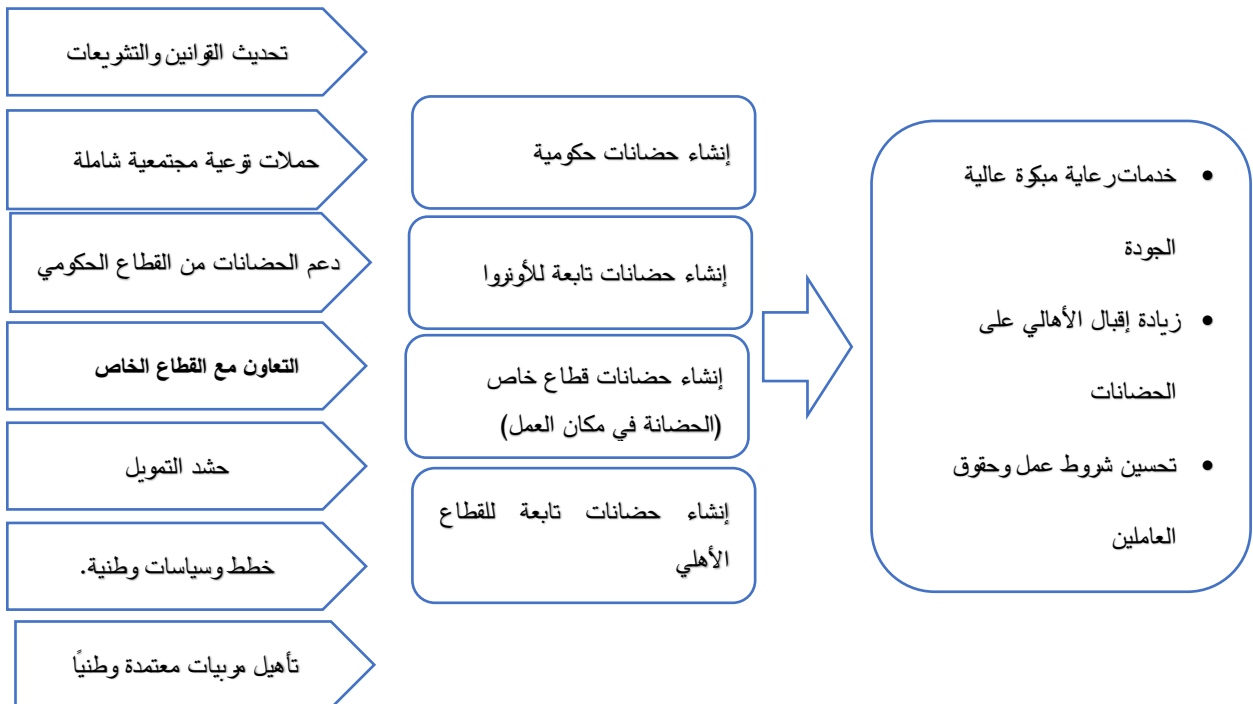 تحديث القوانين والتشريعات
حملات توعية مجتمعية شاملة
دعم الحضانات من القطاع الحكومي
التعاون مع القطاع الخاص
حشد التمويل
خطط وسياسات وطنية.
تأهيل مربيات معتمدة وطنيًا
إنشاء حضانات حكومية
إنشاء حضانات تابعة للأونروا
إنشاء حضانات قطاع خاص
(الحضانة في مكان العمل)
إنشاء حضانات تابعة للقطاع
الأهلي
• خدمات رعاية مبكرة عالية
الجودة
• زيادة إقبال الأهالي على
الحضانات
• تحسين شروط عمل وحقوق
العاملين